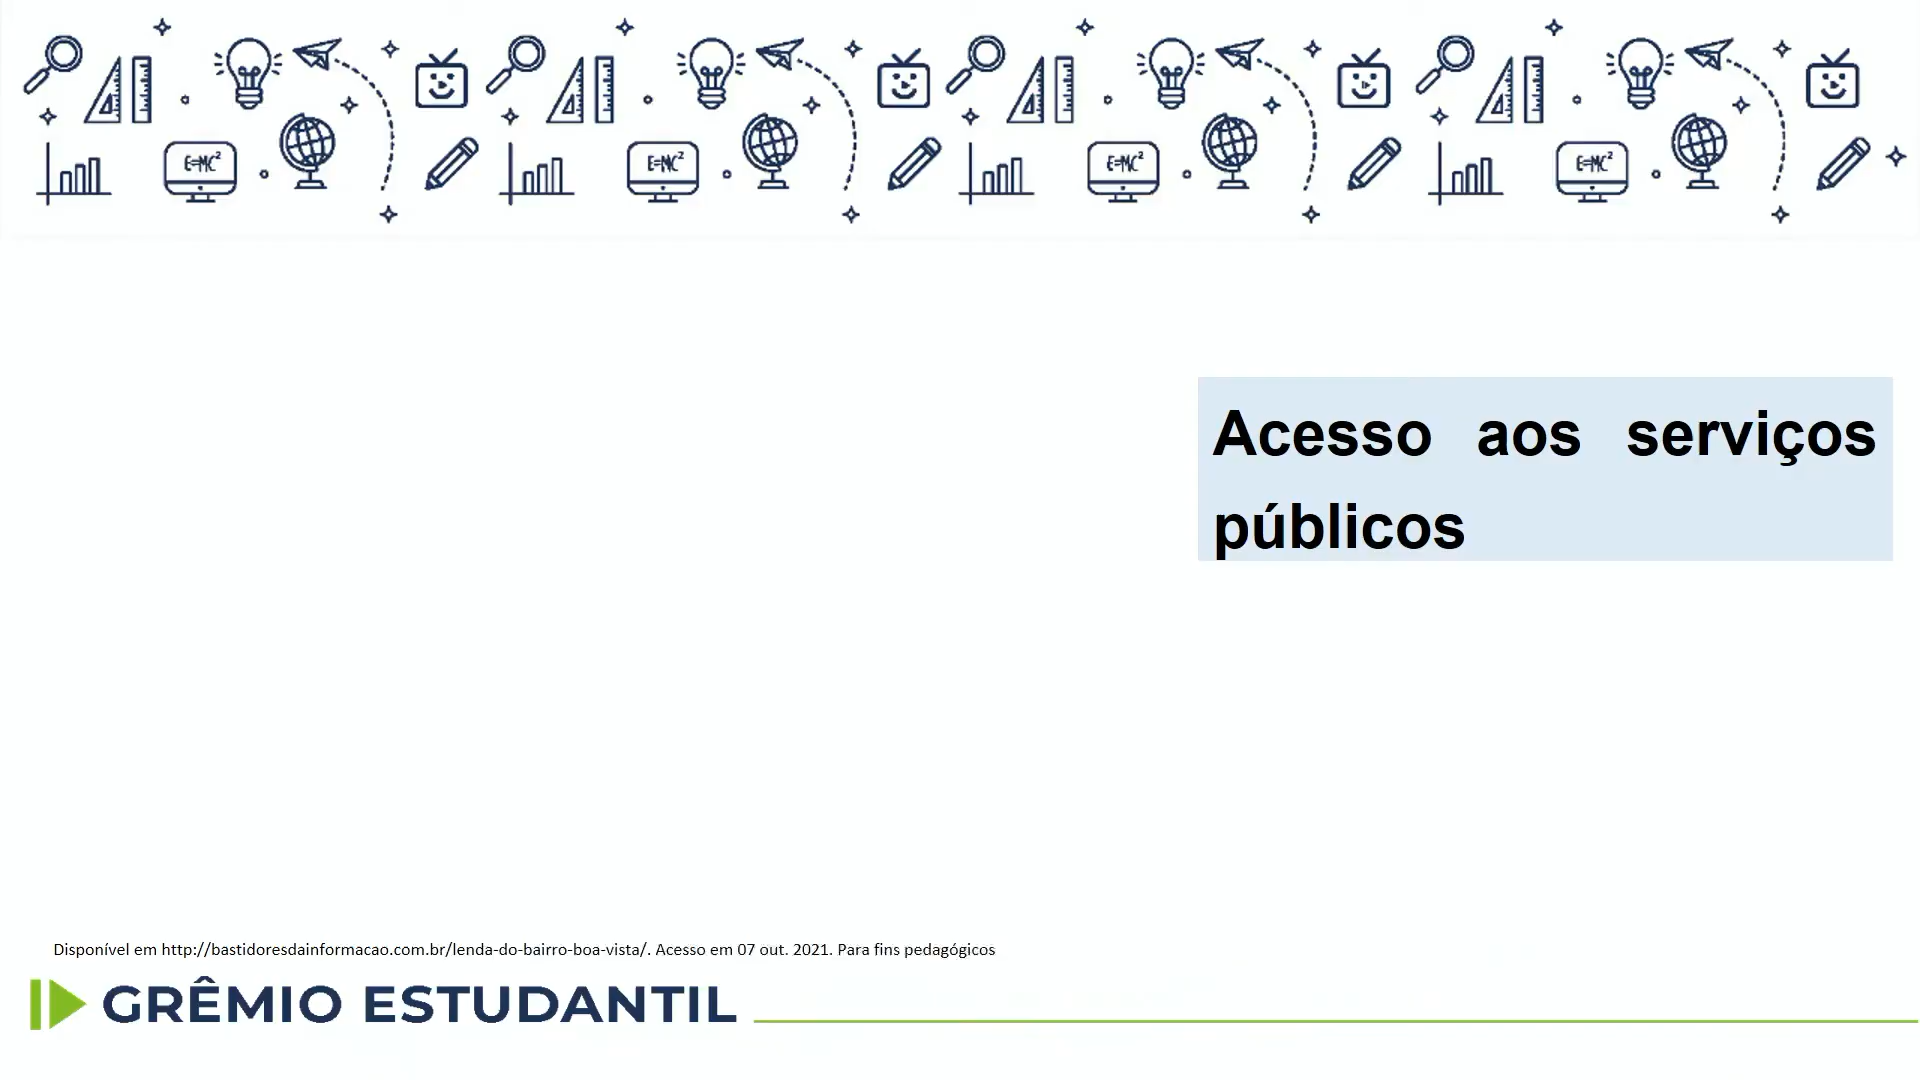 E=MC²
E=MC²
E=MC²
E=MC²
Acesso aos serviços
públicos
Disponível em http://bastidoresdainformacao.com.br/lenda-do-bairro-boa-vista/. Acesso em 07 out. 2021. Para fins pedagógicos
GRÊMIO ESTUDANTIL